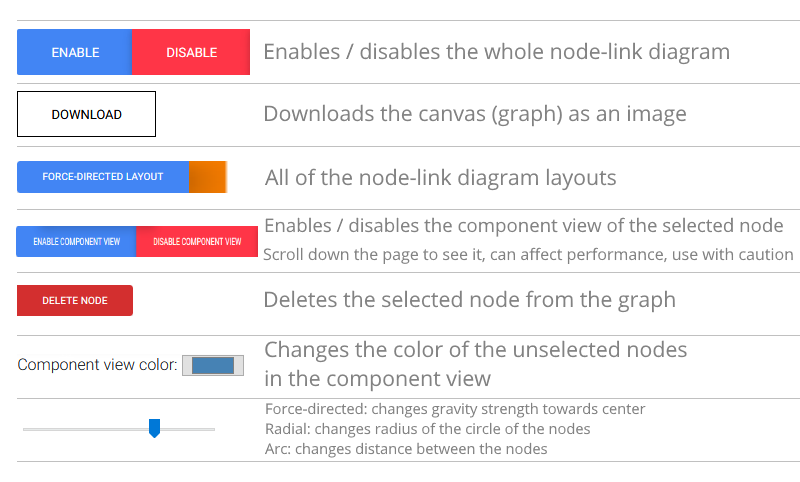 ENABLE DISABLE Enables / disables the whole node-link diagram
DOWNLOAD Downloads the canvas (graph) as an image
FORCE-DIRECTED LAYOUT All of the node-link diagram layouts
Enables / disables the component view of the selected node
ENABLE COMPONENT VIEW DISABLE COMPONENT VIEW
Scroll down the page to see it, can affect performance, use with caution
DELETE NODE Deletes the selected node from the graph
Component view color: Changes the color of the unselected nodes
in the component view
Force-directed: changes gravity strength towards center
Radial: changes radius of the circle of the nodes
Arc: changes distance between the nodes